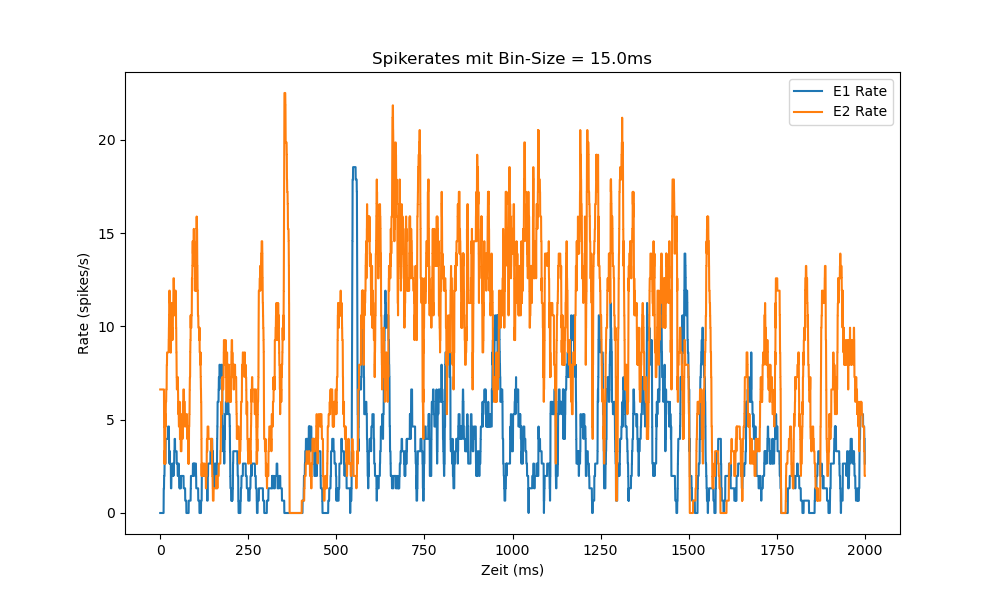 Spikerates mit Bin-Size = 15.0ms
E1 Rate
E2 Rate
Rate (spikes/s)
20
15
10
5
0
0 250 500 750 1000 1250 1500 1750 2000
Zeit (ms)